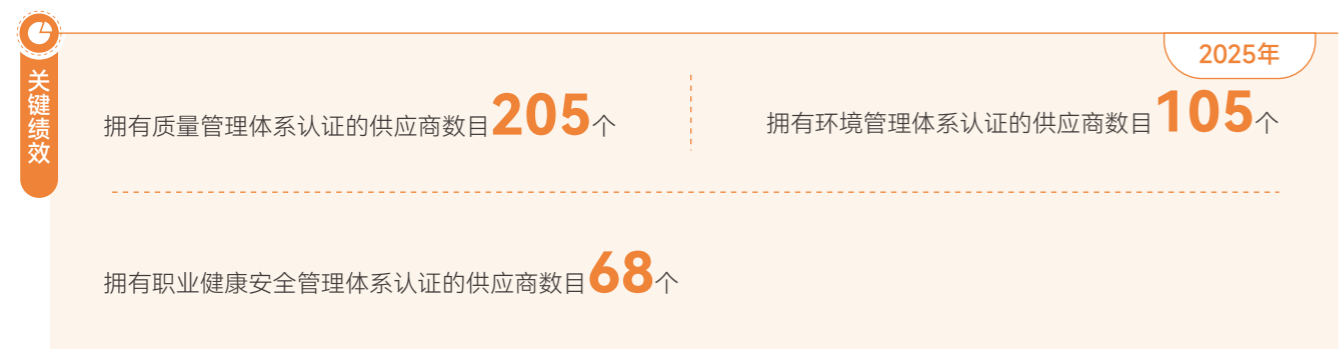 关键绩效
2025年
拥有质量管理体系认证的供应商数目205个
拥有环境管理体系认证的供应商数目105个
拥有职业健康安全管理体系认证的供应商数目68个